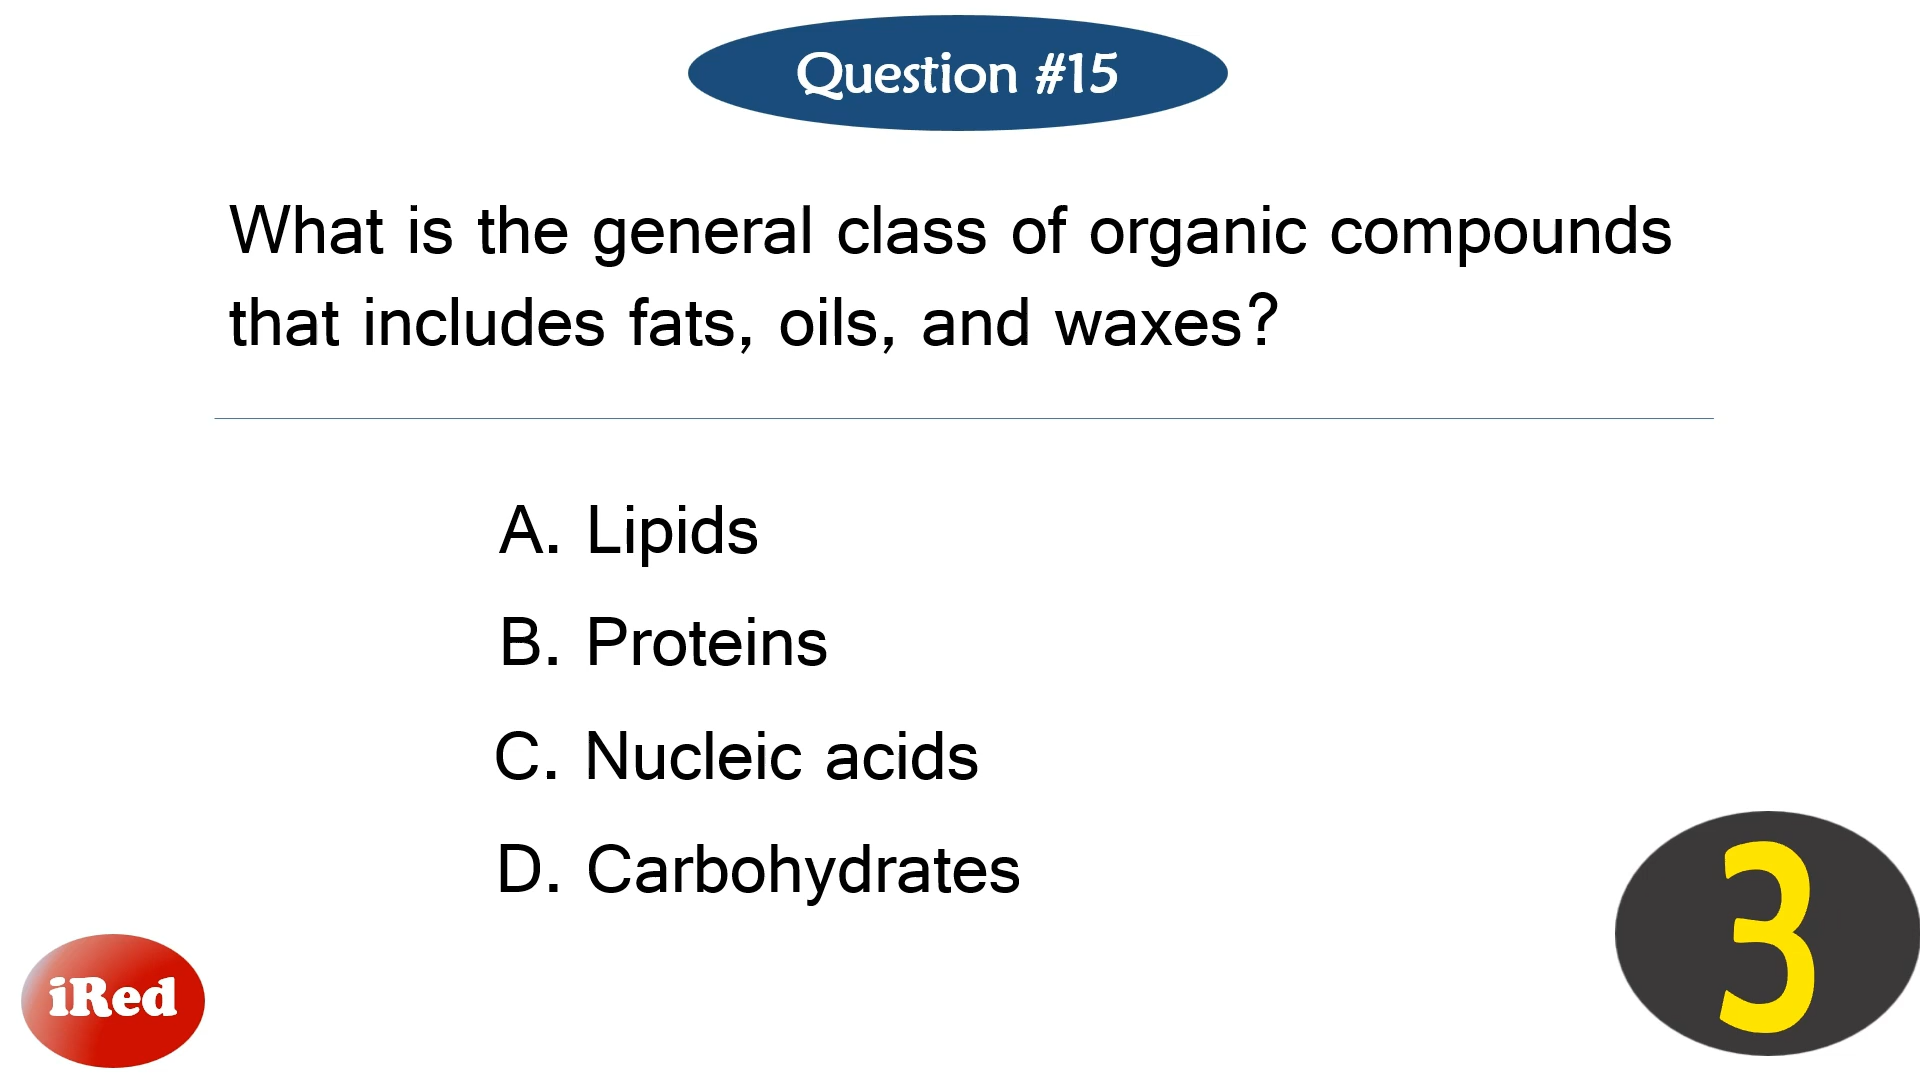 Question #15
What is the general class of organic compounds
that includes fats, oils, and waxes?
A. Lipids
B. Proteins
C. Nucleic acids
D. Carbohydrates
3
iRed